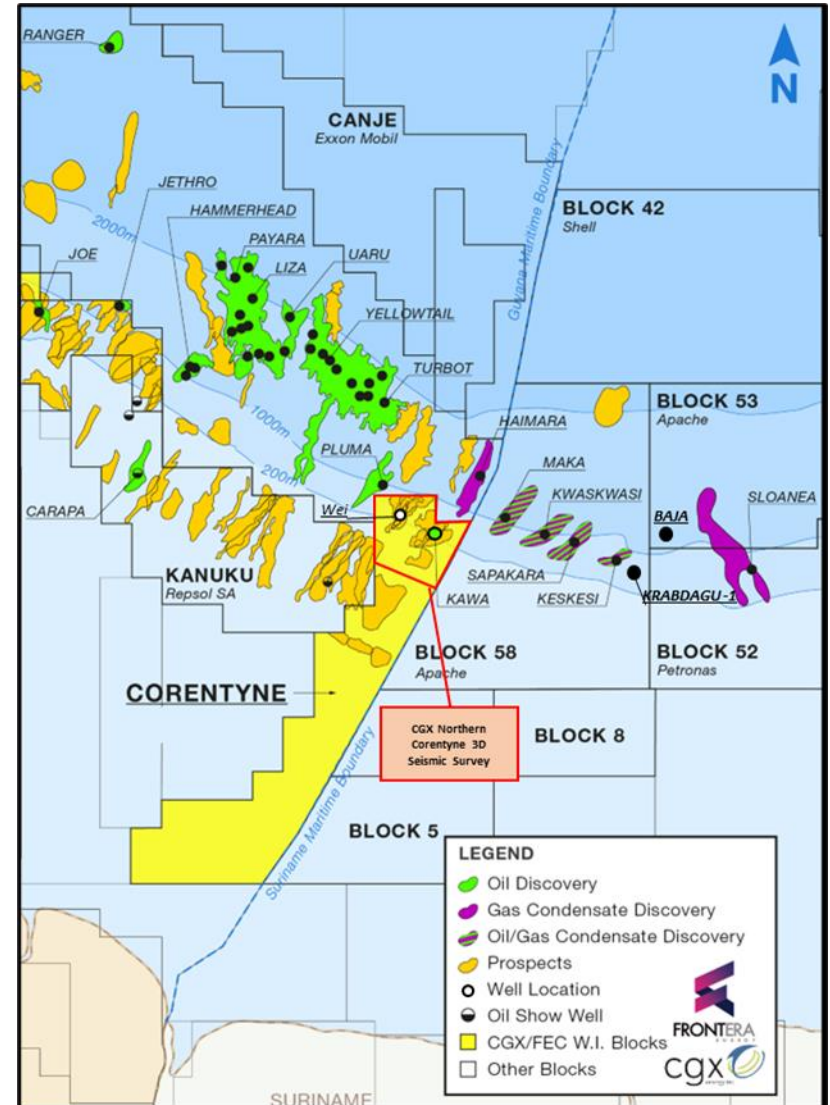 RANGER
N
CANJE
Exxon Mobil
Guyana Maritime Boundary
JETHRO
2000m
HAMMERHEAD
BLOCK 42
Shell
PAYARA
JOE
LIZA
UARU
YELLOWTAIL
TURBOT
1000m
HAIMARA
BLOCK 53
Apache
200m
PLUMA
MAKA
KWASKWASI
SLOANEA
CARAPA
Wei
BAJA
KANUKU
Repsol SA
SAPAKARA
KESKESI
KAWA
KRABDAGU-1
BLOCK 58
Apache
BLOCK 52
Petronas
CORENTYNE
CGX Northern
Corentyne 3D
Seismic Survey
BLOCK 8
Suriname Maritime Boundary
BLOCK 5
LEGEND
Oil Discovery
Gas Condensate Discovery
Oil/Gas Condensate Discovery
Prospects
Well Location
Oil Show Well
CGX/FEC W.I. Blocks
Other Blocks
FRONTERA
ENERGY
cgx
energy inc
SURINAME